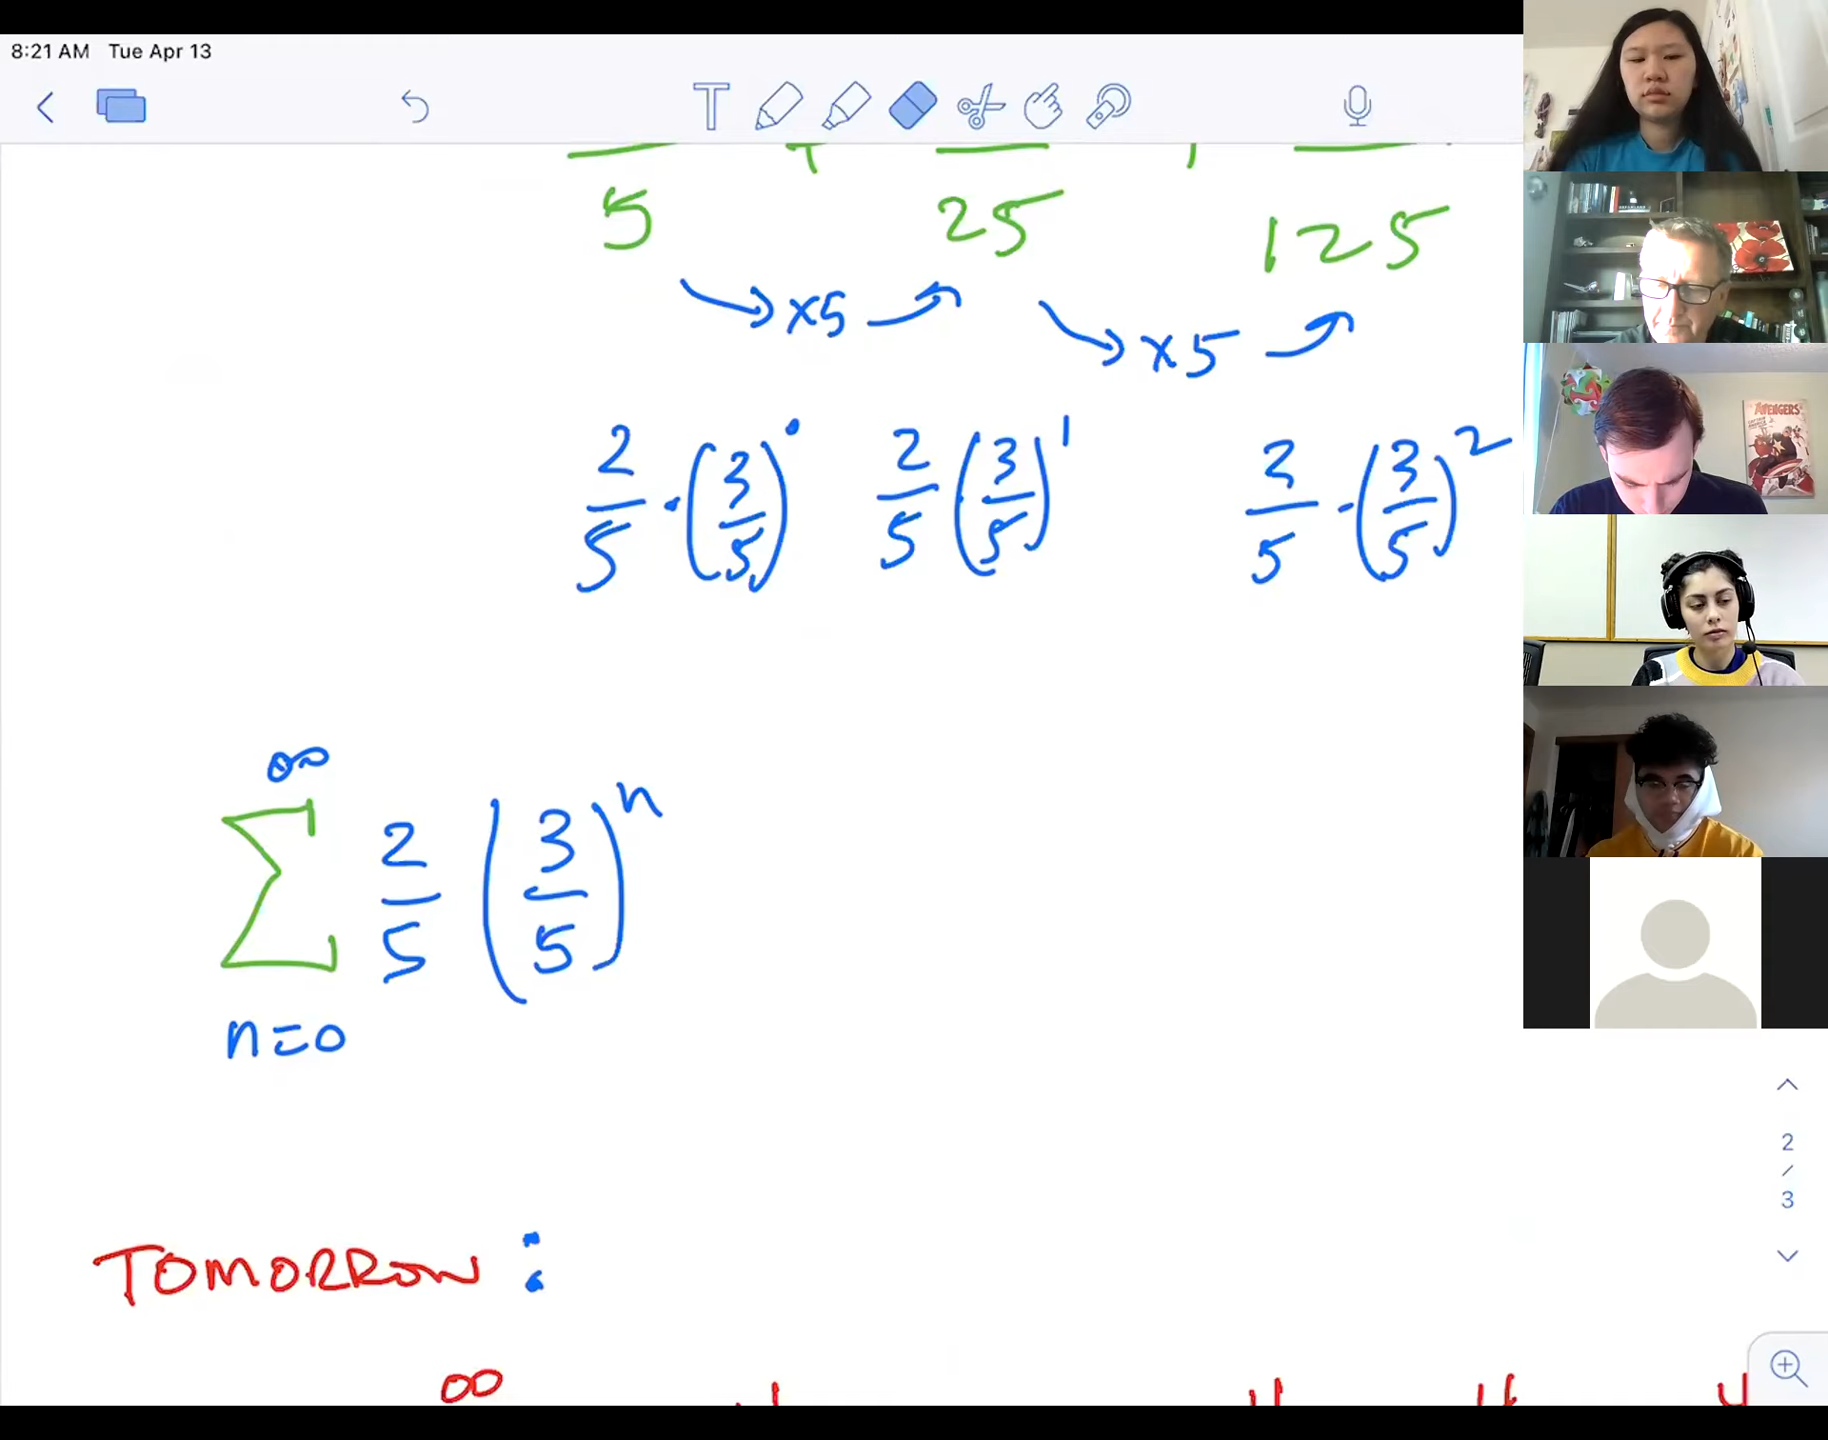 8:21 AM Tue Apr 13
T
5 + 25 125
×5 ×5
2/5 · (3/5)^0 2/5 (3/5)^1 2/5 · (3/5)^2
∞
Σ 2/5 (3/5)^n
n=0
TOMORROW :
∞
2
/
3
AVENGERS